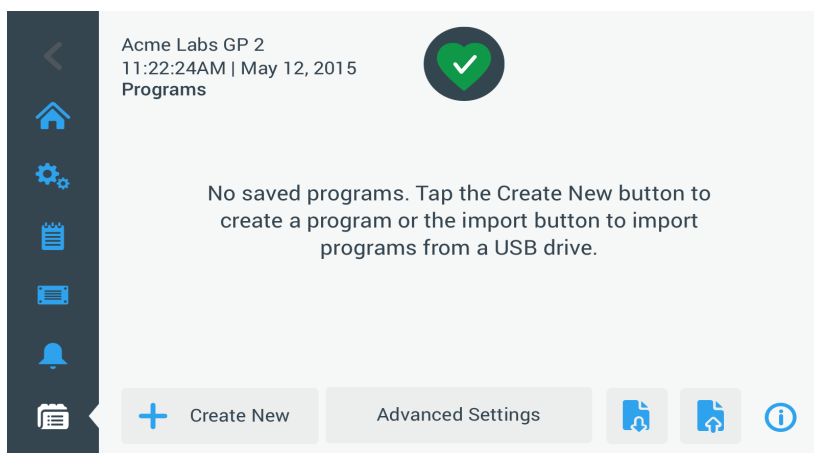 Acme Labs GP 2
11:22:24AM | May 12, 2015
Programs
No saved programs. Tap the Create New button to
create a program or the import button to import
programs from a USB drive.
Create New
Advanced Settings